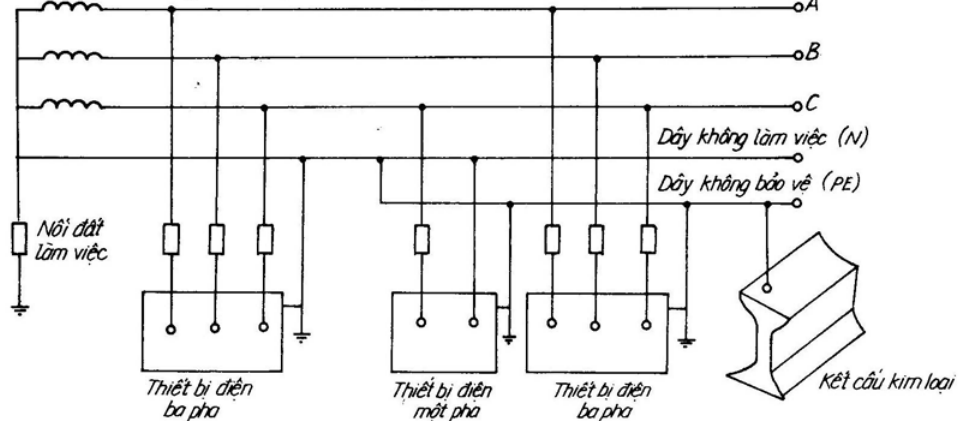 A
B
C
Dây không làm việc (N)
Dây không bảo vệ (PE)
Nối đất
làm việc
Thiết bị điện
ba pha
Thiết bị điện
một pha
Thiết bị điện
ba pha
Kết cấu kim loại